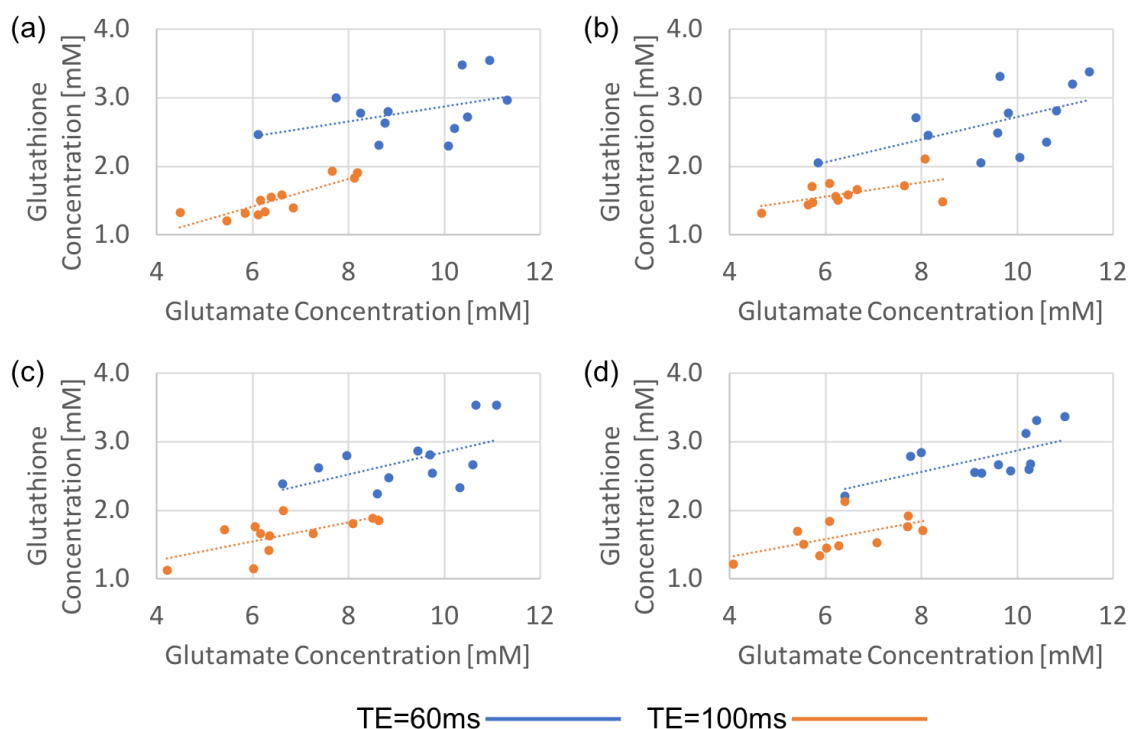 (a)
Glutathione
Concentration [mM]
4.0
3.0
2.0
1.0
4 6 8 10 12
Glutamate Concentration [mM]
(b)
Glutathione
Concentration [mM]
4.0
3.0
2.0
1.0
4 6 8 10 12
Glutamate Concentration [mM]
(c)
Glutathione
Concentration [mM]
4.0
3.0
2.0
1.0
4 6 8 10 12
Glutamate Concentration [mM]
(d)
Glutathione
Concentration [mM]
4.0
3.0
2.0
1.0
4 6 8 10 12
Glutamate Concentration [mM]
TE=60ms TE=100ms